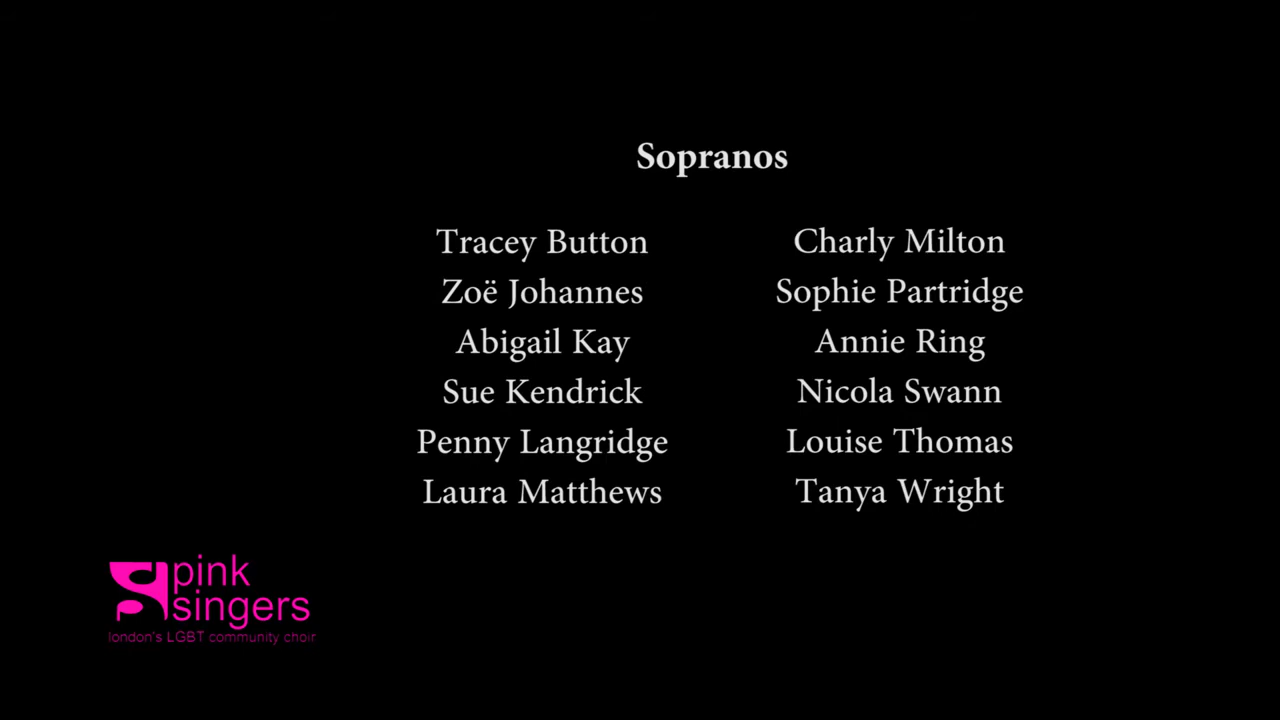 Sopranos
Tracey Button
Zoë Johannes
Abigail Kay
Sue Kendrick
Penny Langridge
Laura Matthews
Charly Milton
Sophie Partridge
Annie Ring
Nicola Swann
Louise Thomas
Tanya Wright
pink
singers
london's LGBT community choir